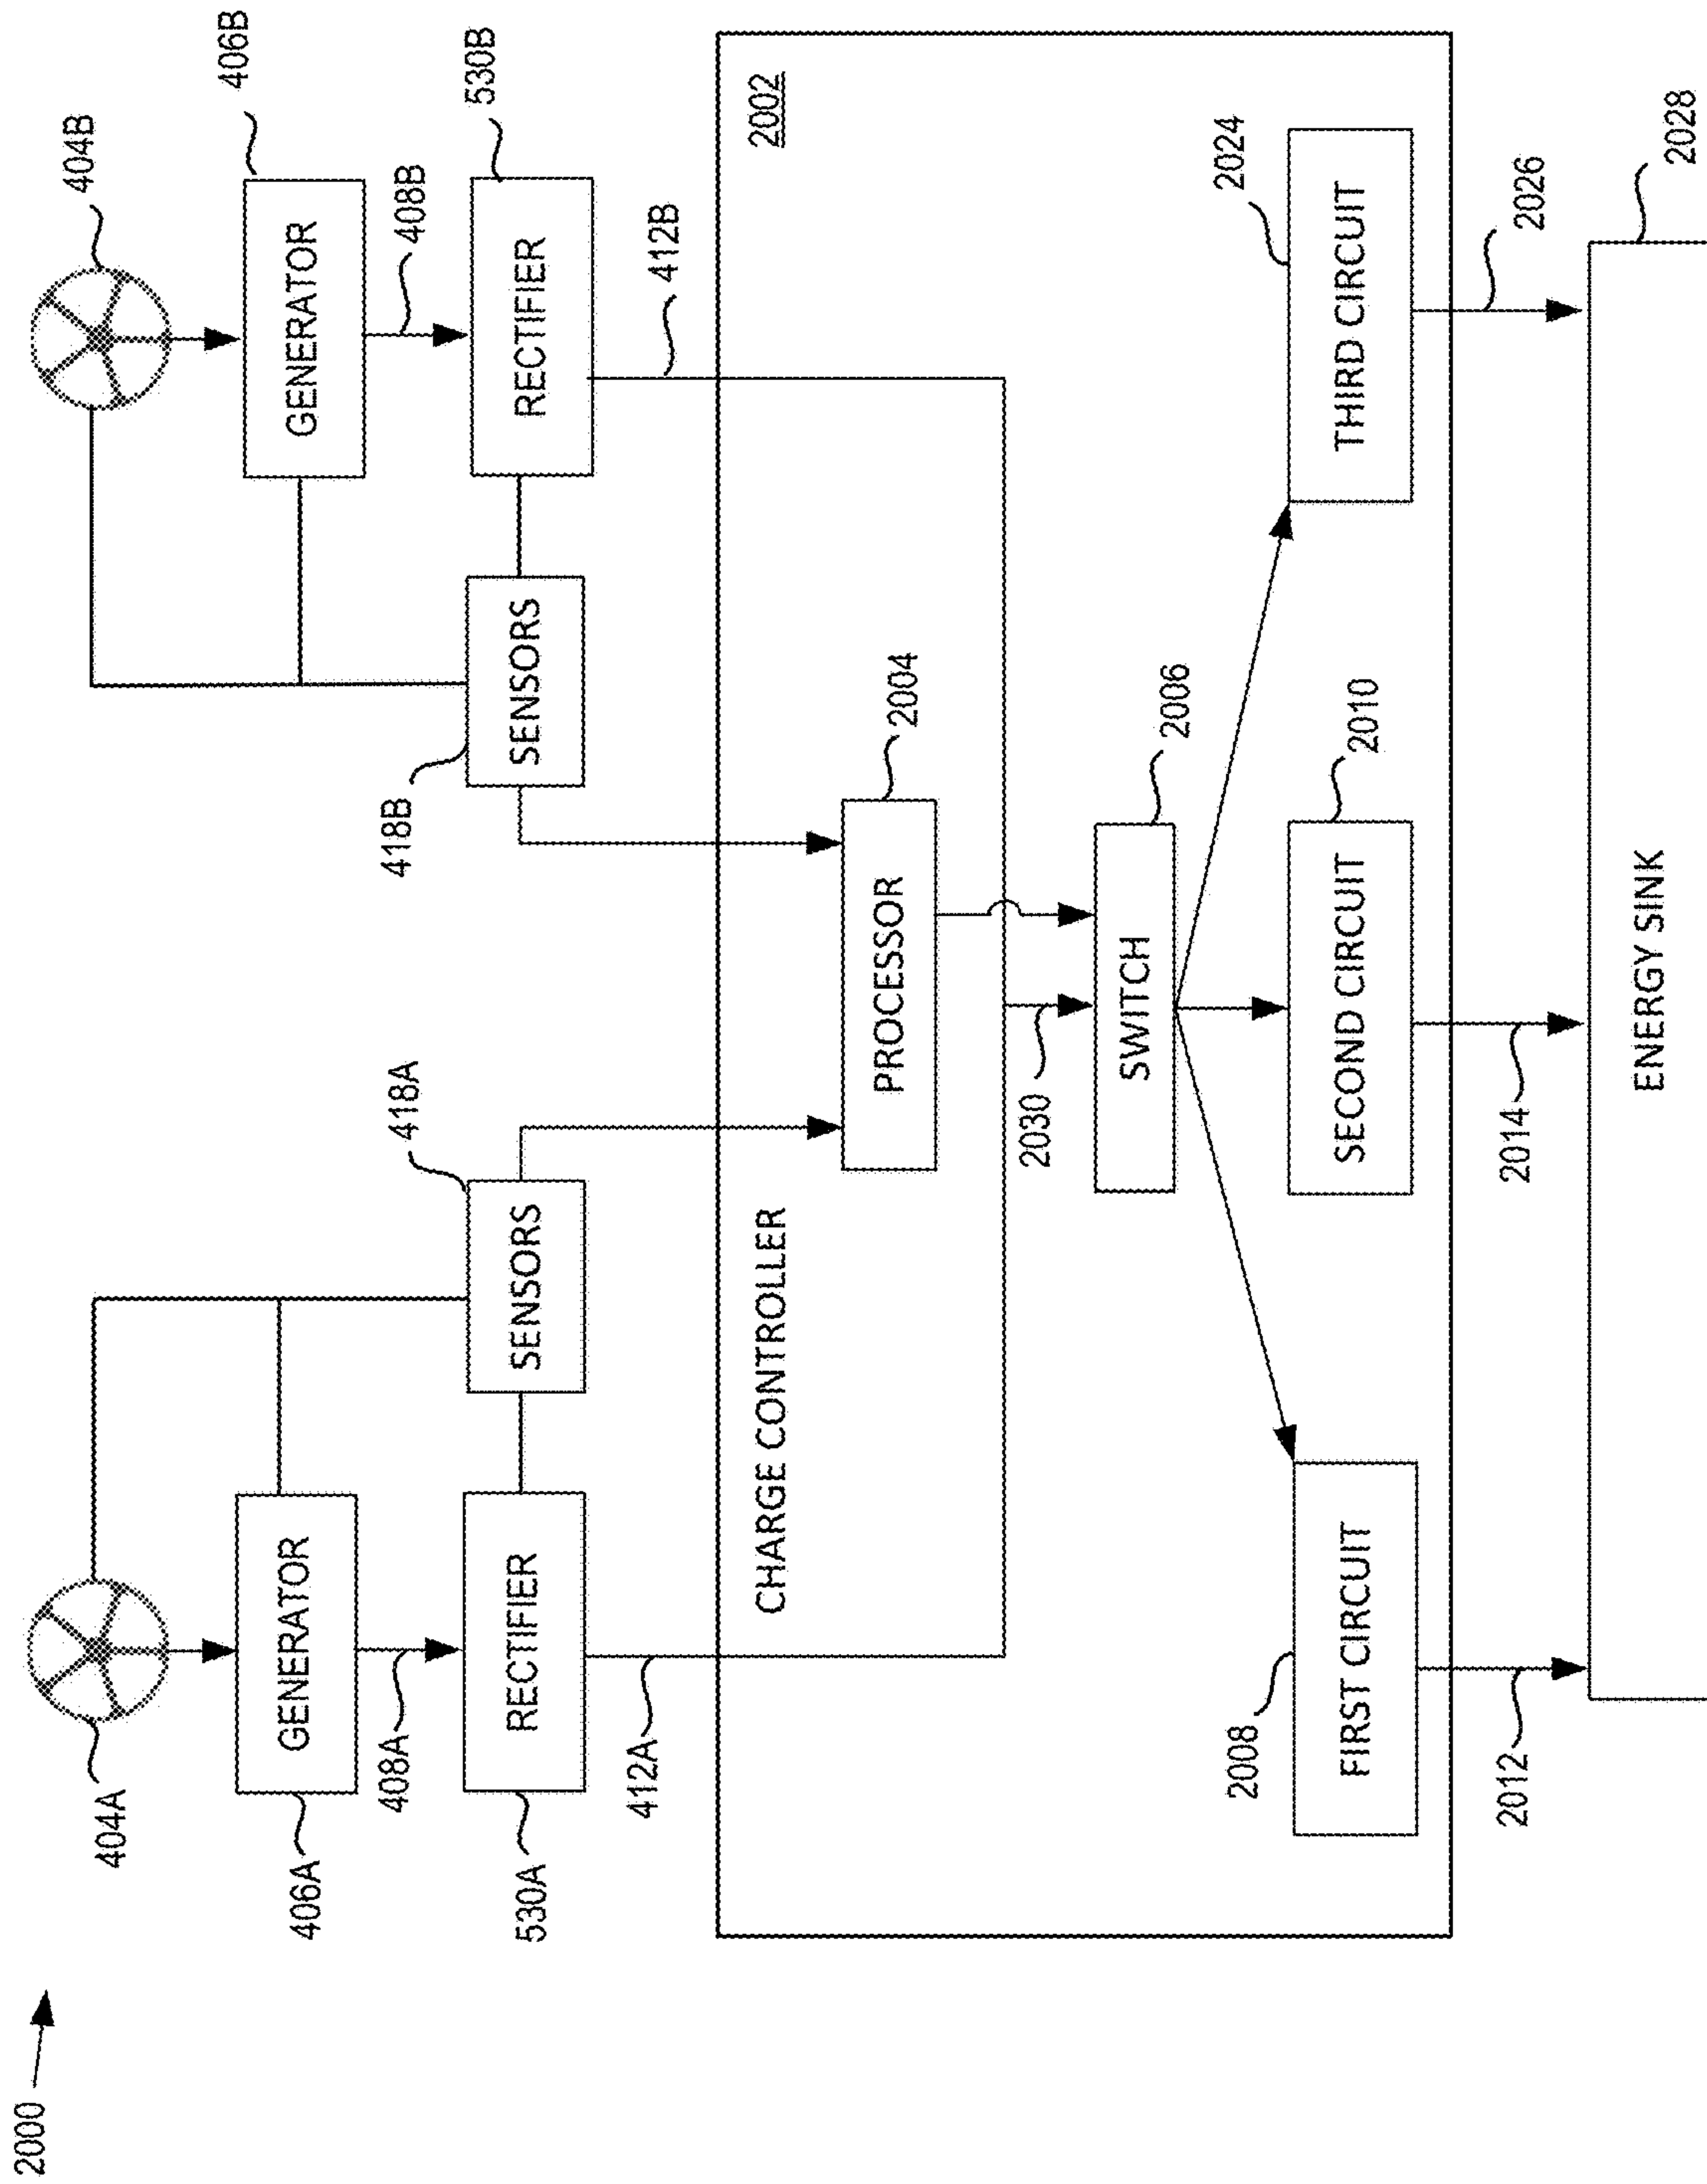 2000
404A
404B
406A
GENERATOR
GENERATOR
406B
408A
408B
418A
418B
530A
RECTIFIER
SENSORS
SENSORS
RECTIFIER
530B
412A
412B
CHARGE CONTROLLER
2002
PROCESSOR
2004
2030
SWITCH
2006
2008
FIRST CIRCUIT
SECOND CIRCUIT
2010
THIRD CIRCUIT
2024
2012
2014
2026
ENERGY SINK
2028